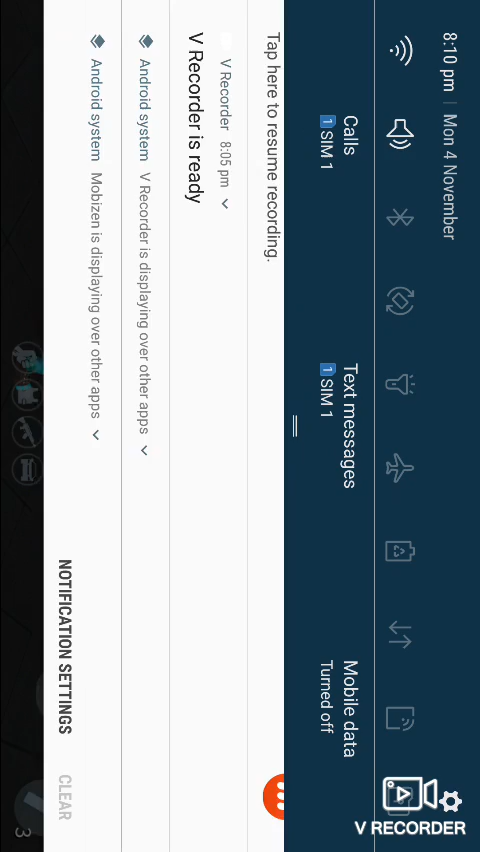 8:10 pm | Mon 4 November
Calls
1 SIM 1
Text messages
1 SIM 1
Mobile data
Turned off
Tap here to resume recording.
V Recorder 8:05 pm
V Recorder is ready
Android system V Recorder is displaying over other apps
Android system Mobizen is displaying over other apps
NOTIFICATION SETTINGS CLEAR
V RECORDER
3